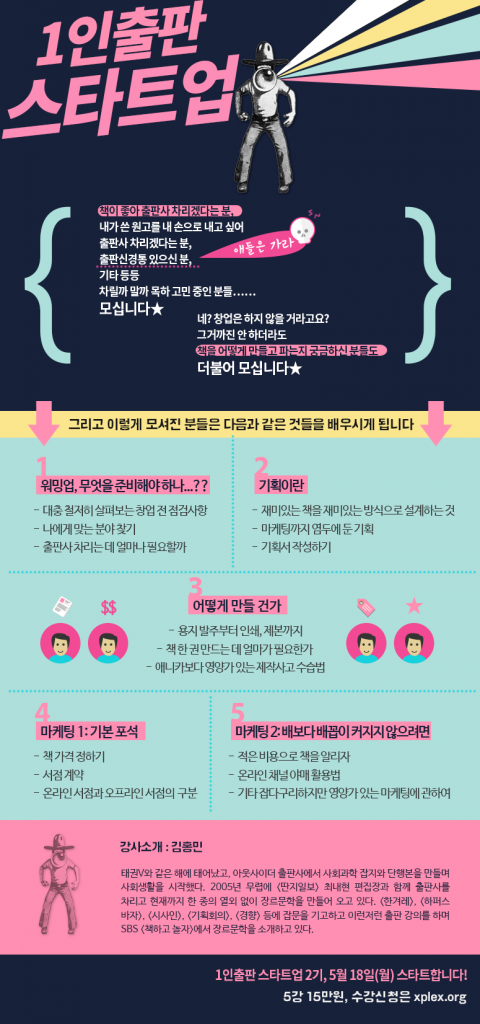 1인출판
스타트업
책이 좋아 출판사 차리겠다는 분,
내가 쓴 원고를 내 손으로 내고 싶어
출판사 차리겠다는 분,
출판신경통 있으신 분,
기타 등등
차릴까 말까 목하 고민 중인 분들……
모십니다★
애들은 가라
네? 창업은 하지 않을 거라고요?
그거까진 안 하더라도
책을 어떻게 만들고 파는지 궁금하신 분들도
더불어 모십니다★
그리고 이렇게 모셔진 분들은 다음과 같은 것들을 배우시게 됩니다
1
워밍업, 무엇을 준비해야 하나...??
- 대충 철저히 살펴보는 창업 전 점검사항
- 나에게 맞는 분야 찾기
- 출판사 차리는 데 얼마나 필요할까
2
기획이란
- 재미있는 책을 재미있는 방식으로 설계하는 것
- 마케팅까지 염두에 둔 기획
- 기획서 작성하기
3
어떻게 만들 건가
$$
- 용지 발주부터 인쇄, 제본까지
- 책 한 권 만드는 데 얼마가 필요한가
- 애니카보다 영양가 있는 제작사고 수습법
4
마케팅 1 : 기본 포석
- 책 가격 정하기
- 서점 계약
- 온라인 서점과 오프라인 서점의 구분
5
마케팅 2 : 배보다 배꼽이 커지지 않으려면
- 적은 비용으로 책을 알리자
- 온라인 채널 야매 활용법
- 기타 잡다구리하지만 영양가 있는 마케팅에 관하여
강사소개 : 김홍민
태권V와 같은 해에 태어났고, 아웃사이더 출판사에서 사회과학 잡지와 단행본을 만들며
사회생활을 시작했다. 2005년 무렵에 <딴지일보> 최내현 편집장과 함께 출판사를
차리고 현재까지 한 종의 열외 없이 장르문학을 만들어 오고 있다. <한겨레>, <하퍼스
바자>, <시사인>, <기획회의>, <경향> 등에 잡문을 기고하고 이런저런 출판 강의를 하며
SBS <책하고 놀자>에서 장르문학을 소개하고 있다.
1인출판 스타트업 2기, 5월 18일(월) 스타트합니다!
5강 15만원, 수강신청은 xplex.org